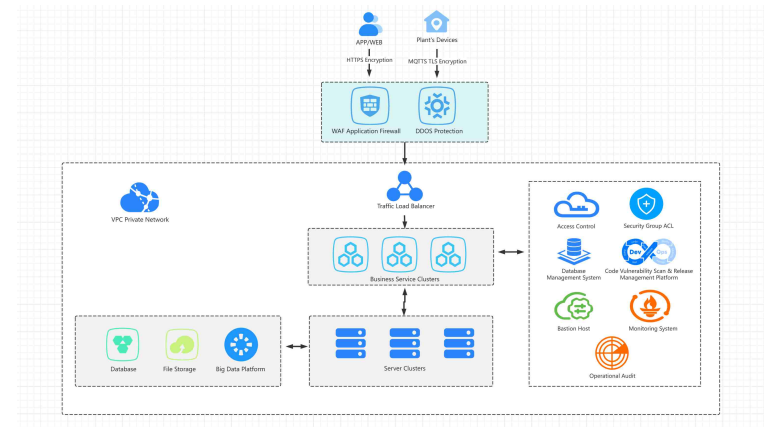 APP/WEB
Plant's Devices
HTTPS Encryption
MQTTS TLS Encryption
WAF Application Firewall
DDOS Protection
VPC Private Network
Traffic Load Balancer
Access Control
Security Group ACL
Business Service Clusters
Database
Management System
Dev
Ops
Code Vulnerability Scan & Release
Management Platform
Bastion Host
Monitoring System
Database
File Storage
Big Data Platform
Server Clusters
Operational Audit